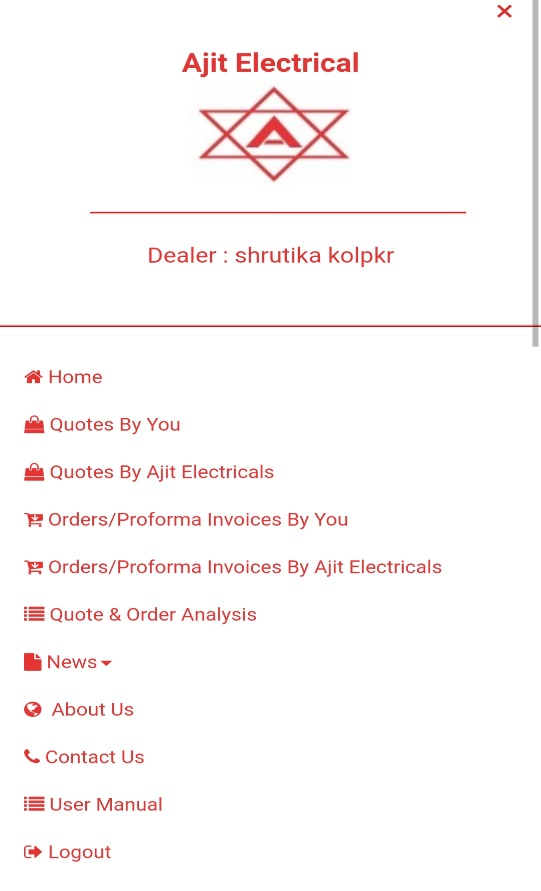 ×
Ajit Electrical
Dealer : shrutika kolpkr
Home
Quotes By You
Quotes By Ajit Electricals
Orders/Proforma Invoices By You
Orders/Proforma Invoices By Ajit Electricals
Quote & Order Analysis
News
About Us
Contact Us
User Manual
Logout